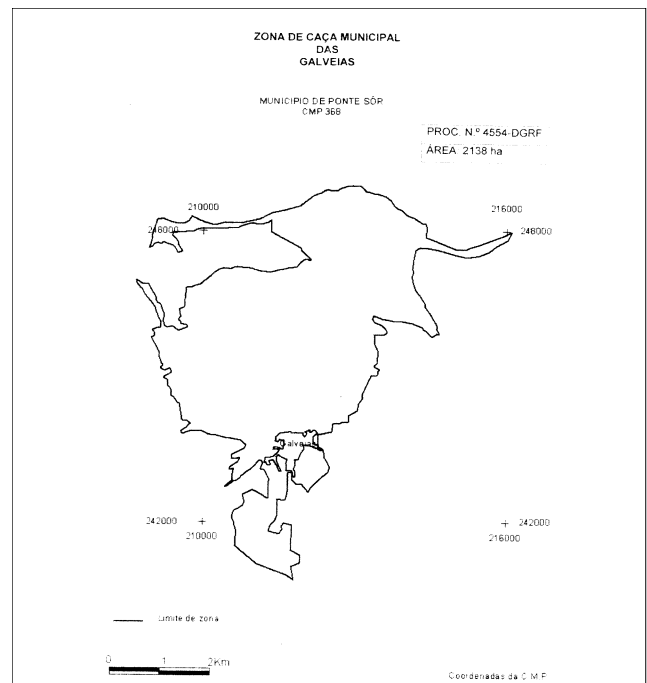 ZONA DE CAÇA MUNICIPAL
DAS
GALVEIAS
MUNICIPIO DE PONTE SÔR
CMP 368
PROC. N.º 4554-DGRF
ÁREA: 2138 ha
210000
216000
248000
248000
Galveias
242000
242000
210000
216000
Limite de zona
0 1 2Km
Coordenadas da C.M.P.